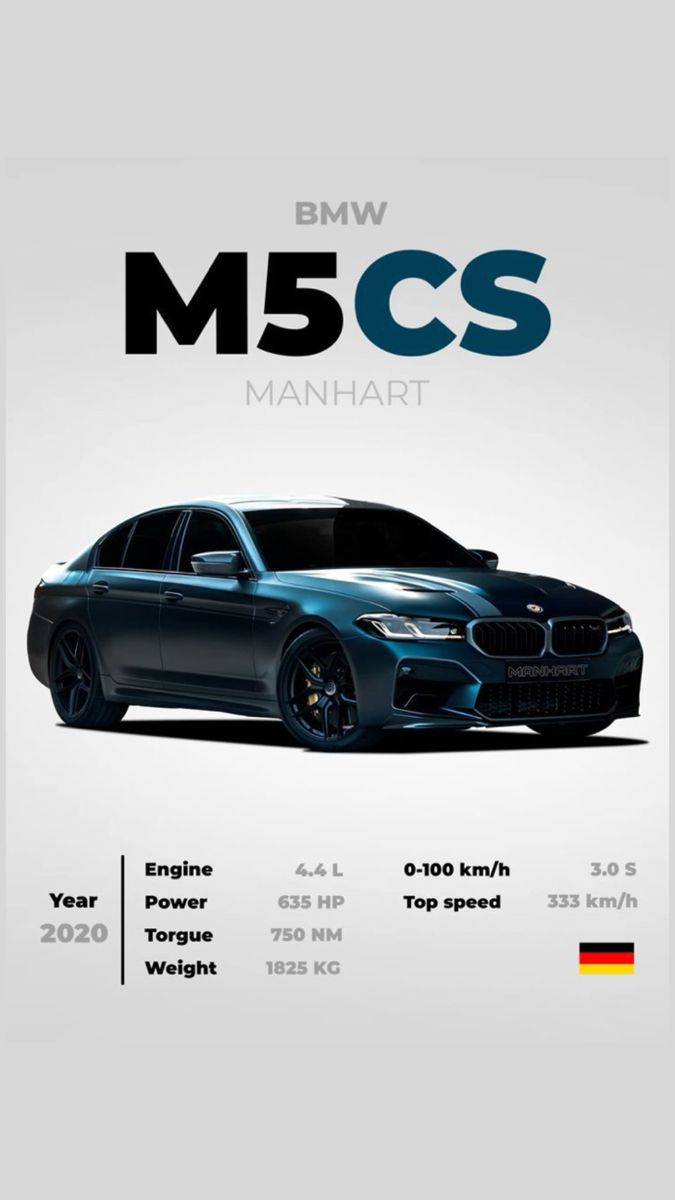 BMW
M5CS
MANHART
MANHART
Year
2020
Engine 4.4 L
Power 635 HP
Torgue 750 NM
Weight 1825 KG
0-100 km/h 3.0 S
Top speed 333 km/h